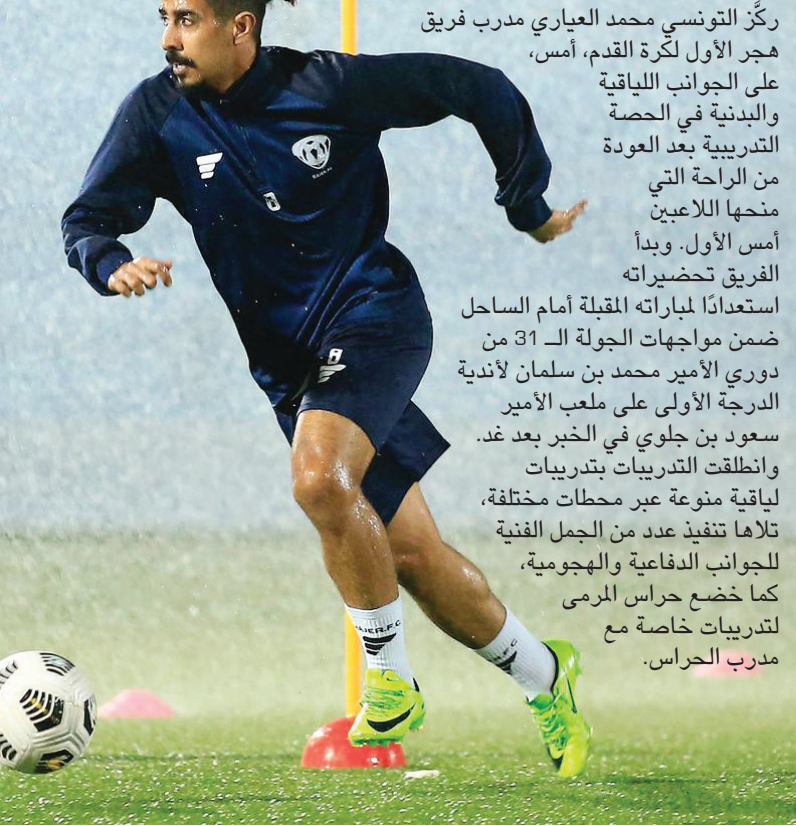 ركَّز التونسي محمد العياري مدرب فريق
هجر الأول لكرة القدم، أمس،
على الجوانب اللياقية
والبدنية في الحصة
التدريبية بعد العودة
من الراحة التي
منحها اللاعبين
أمس الأول. وبدأ
الفريق تحضيراته
استعدادًا لمباراته المقبلة أمام الساحل
ضمن مواجهات الجولة الـ 31 من
دوري الأمير محمد بن سلمان لأندية
الدرجة الأولى على ملعب الأمير
سعود بن جلوي في الخبر بعد غد.
وانطلقت التدريبات بتدريبات
لياقية منوعة عبر محطات مختلفة،
تلاها تنفيذ عدد من الجمل الفنية
للجوانب الدفاعية والهجومية،
كما خضع حراس المرمى
لتدريبات خاصة مع
مدرب الحراس.
8
8